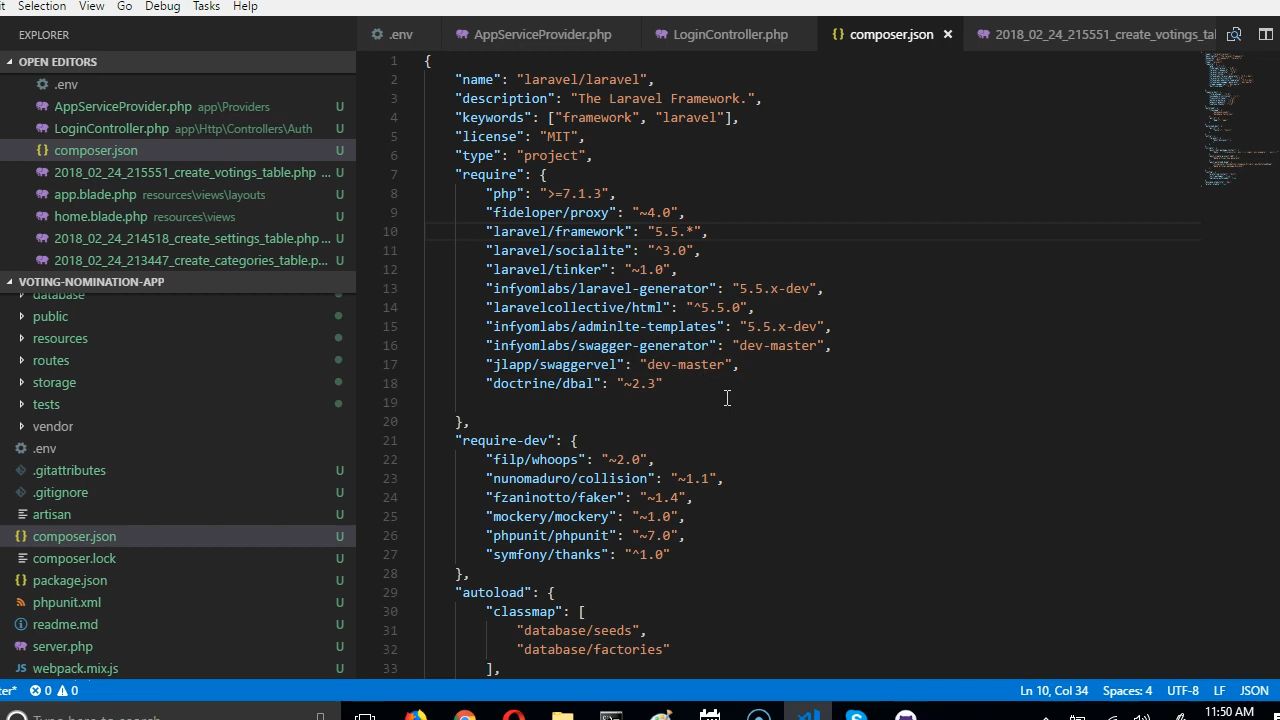 Selection View Go Debug Tasks Help
EXPLORER
OPEN EDITORS
.env
AppServiceProvider.php app\Providers U
LoginController.php app\Http\Controllers\Auth U
composer.json U
2018_02_24_215551_create_votings_table.php ... U
app.blade.php resources\views\layouts U
home.blade.php resources\views U
2018_02_24_214518_create_settings_table.php ... U
2018_02_24_213447_create_categories_table.p... U
VOTING-NOMINATION-APP
database
public
resources
routes
storage
tests
vendor
.env
.gitattributes U
.gitignore U
artisan U
composer.json U
composer.lock U
package.json U
phpunit.xml U
readme.md U
server.php U
webpack.mix.js U
.env AppServiceProvider.php LoginController.php composer.json 2018_02_24_215551_create_votings_tal
1 {
2 "name": "laravel/laravel",
3 "description": "The Laravel Framework.",
4 "keywords": ["framework", "laravel"],
5 "license": "MIT",
6 "type": "project",
7 "require": {
8 "php": ">=7.1.3",
9 "fideloper/proxy": "~4.0",
10 "laravel/framework": "5.5.*",
11 "laravel/socialite": "^3.0",
12 "laravel/tinker": "~1.0",
13 "infyomlabs/laravel-generator": "5.5.x-dev",
14 "laravelcollective/html": "^5.5.0",
15 "infyomlabs/adminlte-templates": "5.5.x-dev",
16 "infyomlabs/swagger-generator": "dev-master",
17 "jlapp/swaggervel": "dev-master",
18 "doctrine/dbal": "~2.3"
19
20 },
21 "require-dev": {
22 "filp/whoops": "~2.0",
23 "nunomaduro/collision": "~1.1",
24 "fzaninotto/faker": "~1.4",
25 "mockery/mockery": "~1.0",
26 "phpunit/phpunit": "~7.0",
27 "symfony/thanks": "^1.0"
28 },
29 "autoload": {
30 "classmap": [
31 "database/seeds",
32 "database/factories"
33 ],
0 0 Ln 10, Col 34 Spaces: 4 UTF-8 LF JSON
11:50 AM